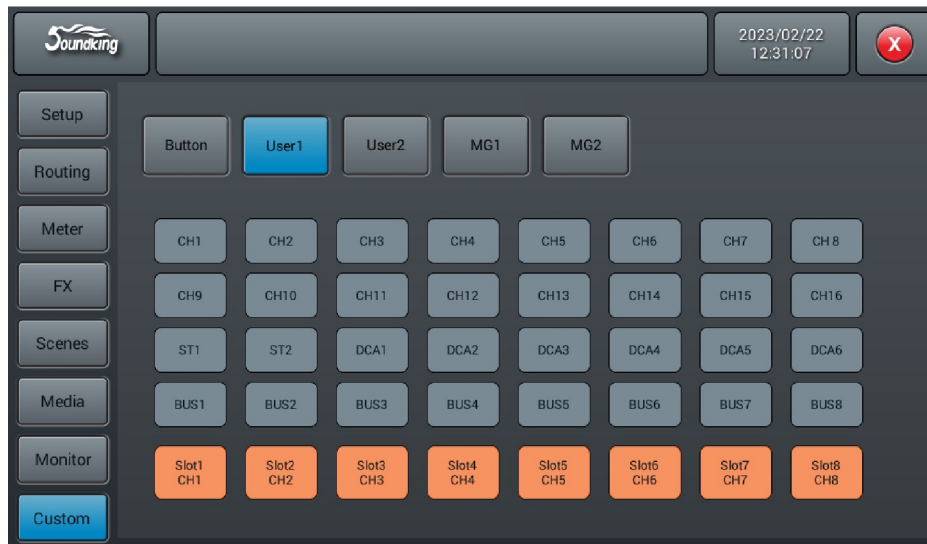 Soundking
2023/02/22
12:31:07
X
Setup
Routing
Meter
FX
Scenes
Media
Monitor
Custom
Button User1 User2 MG1 MG2
CH1 CH2 CH3 CH4 CH5 CH6 CH7 CH 8
CH9 CH10 CH11 CH12 CH13 CH14 CH15 CH16
ST1 ST2 DCA1 DCA2 DCA3 DCA4 DCA5 DCA6
BUS1 BUS2 BUS3 BUS4 BUS5 BUS6 BUS7 BUS8
Slot1 Slot2 Slot3 Slot4 Slot5 Slot6 Slot7 Slot8
CH1 CH2 CH3 CH4 CH5 CH6 CH7 CH8